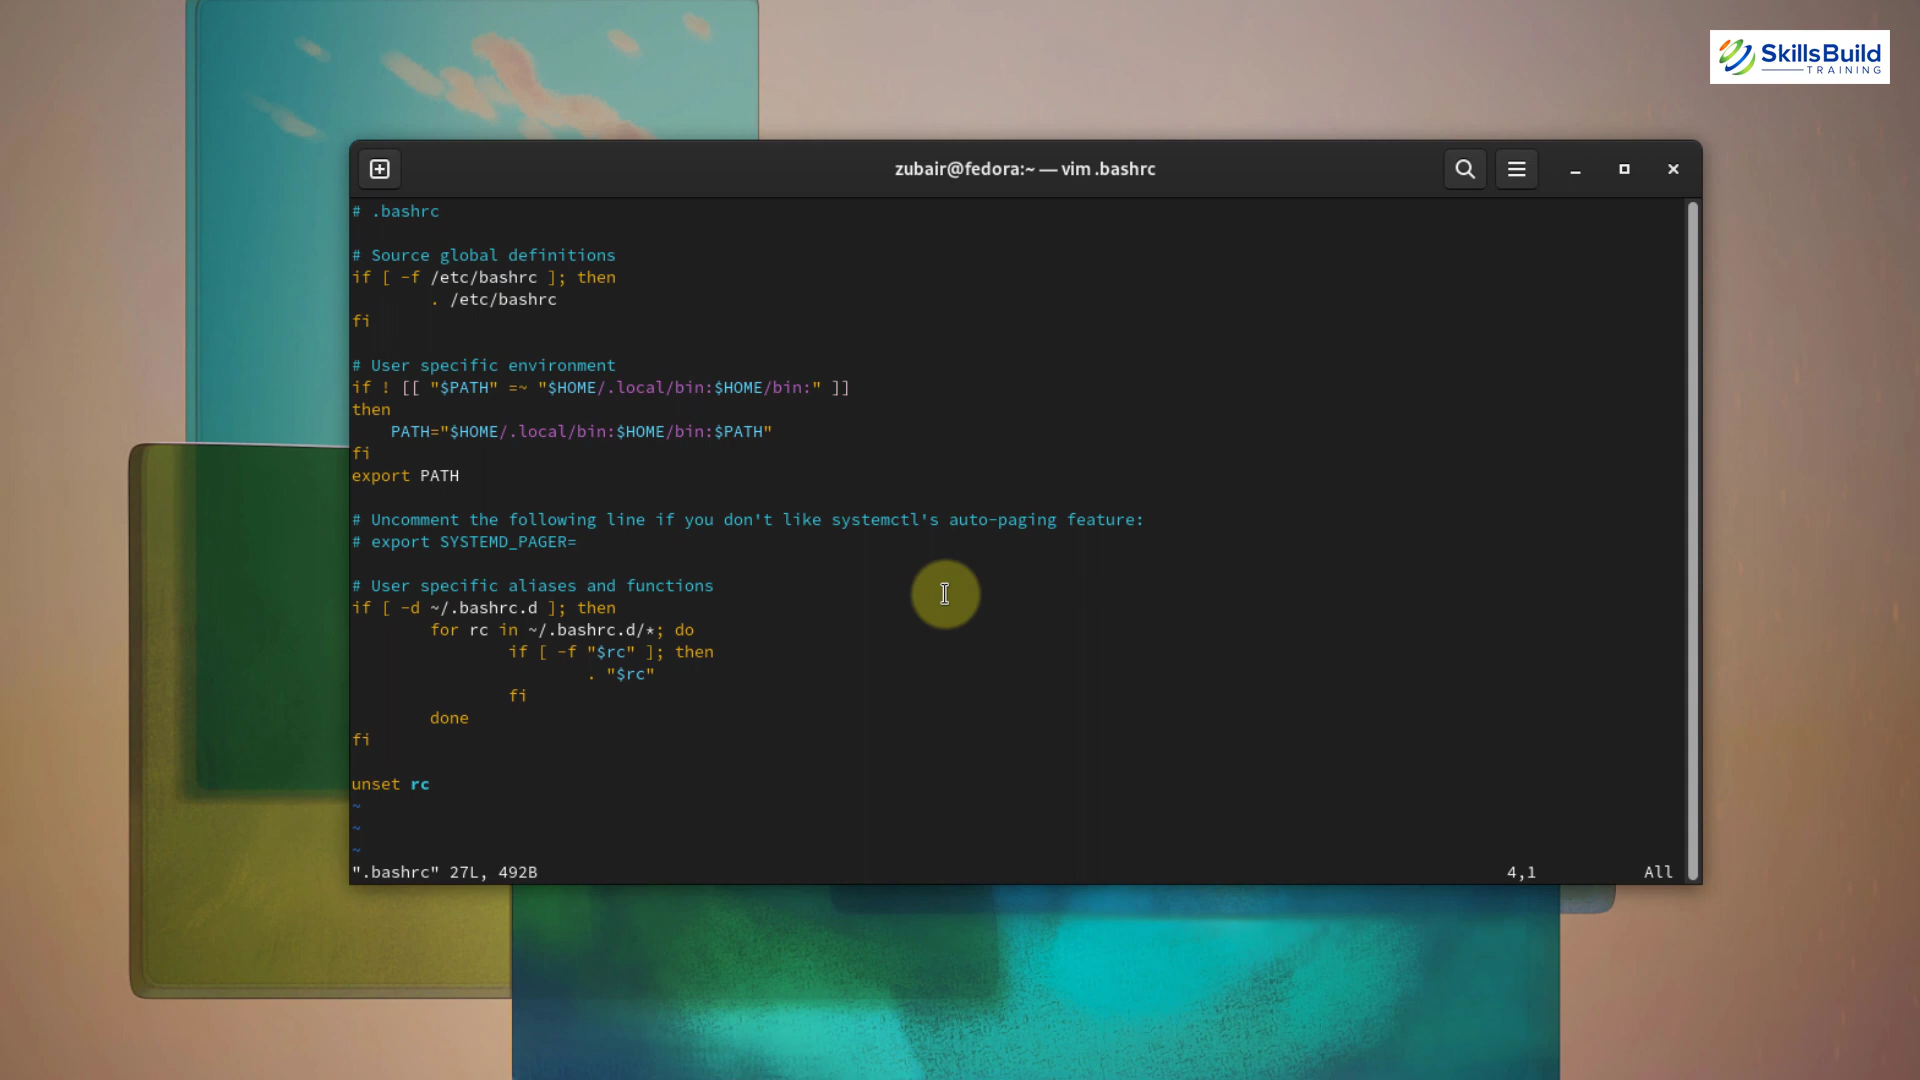 SkillsBuild
TRAINING
zubair@fedora:~ — vim .bashrc
# .bashrc

# Source global definitions
if [ -f /etc/bashrc ]; then
        . /etc/bashrc
fi

# User specific environment
if ! [[ "$PATH" =~ "$HOME/.local/bin:$HOME/bin:" ]]
then
    PATH="$HOME/.local/bin:$HOME/bin:$PATH"
fi
export PATH

# Uncomment the following line if you don't like systemctl's auto-paging feature:
# export SYSTEMD_PAGER=

# User specific aliases and functions
if [ -d ~/.bashrc.d ]; then
        for rc in ~/.bashrc.d/*; do
                if [ -f "$rc" ]; then
                        . "$rc"
                fi
        done
fi

unset rc
~
~
~
".bashrc" 27L, 492B 4,1 All